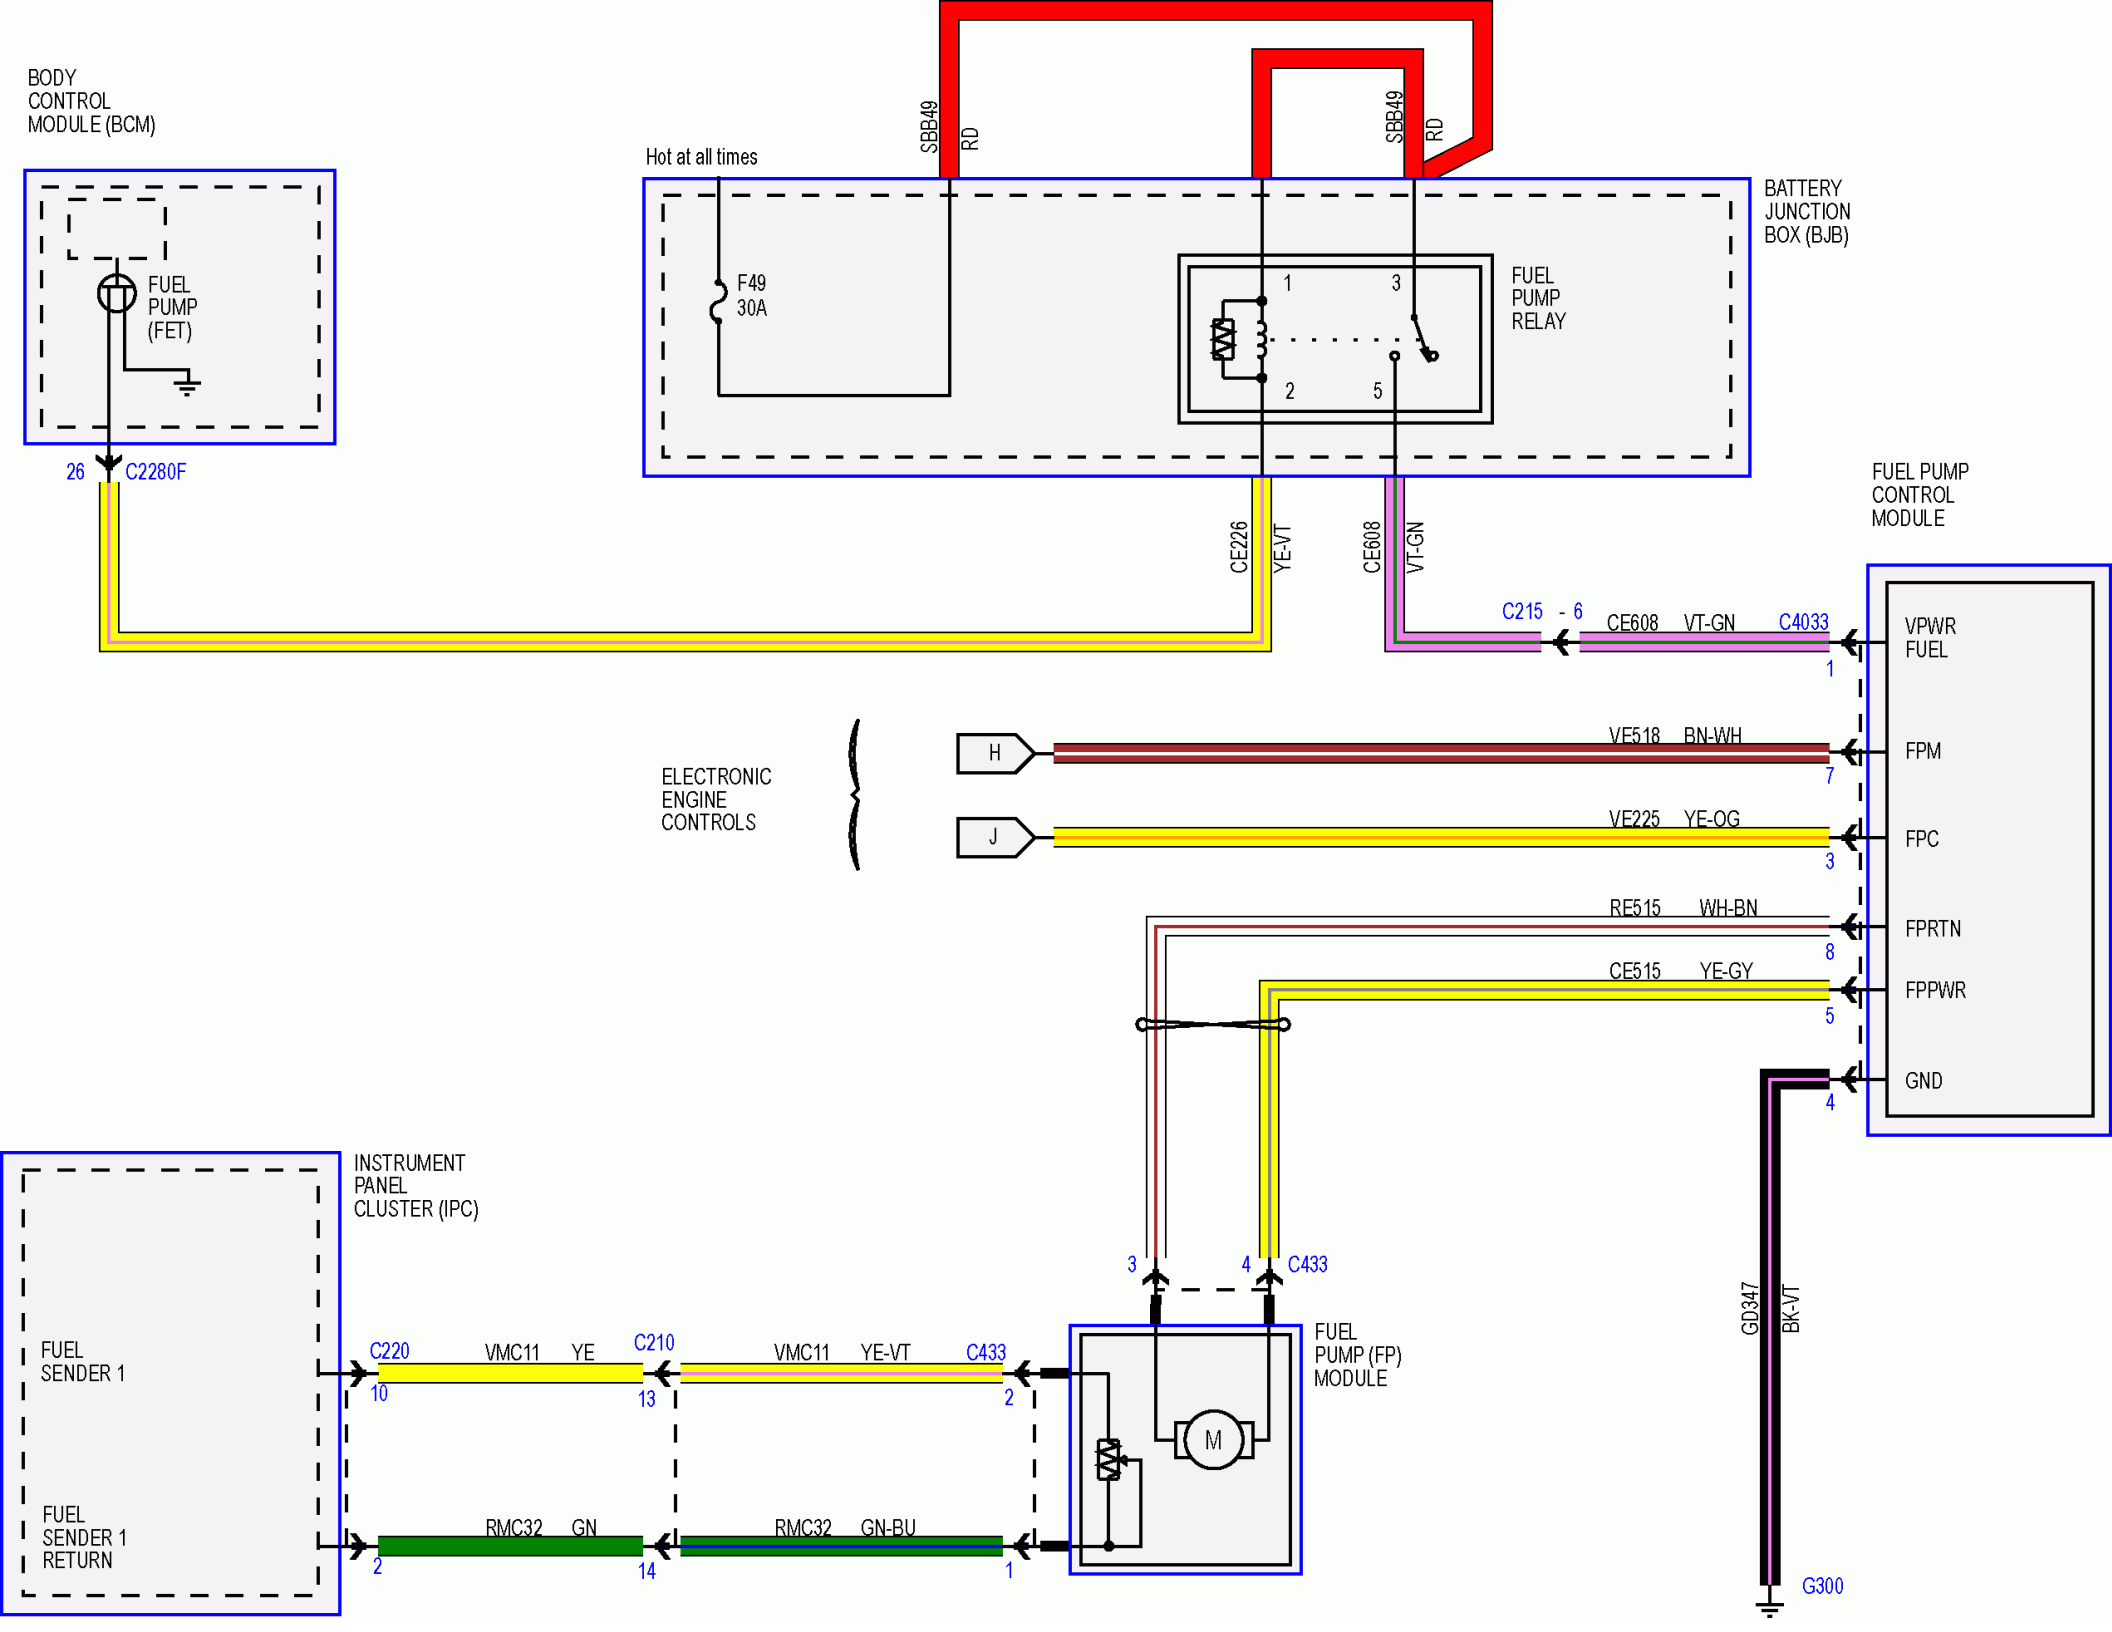 BODY
CONTROL
MODULE (BCM)
FUEL
PUMP
(FET)
26 C2280F
Hot at all times
SBB49
RD
SBB49
RD
BATTERY
JUNCTION
BOX (BJB)
F49
30A
1
3
2
5
FUEL
PUMP
RELAY
CE226
YE-VT
CE608
VT-GN
FUEL PUMP
CONTROL
MODULE
C215 - 6
CE608 VT-GN
C4033
1
VPWR
FUEL
ELECTRONIC
ENGINE
CONTROLS
H
VE518 BN-WH
7
FPM
J
VE225 YE-OG
3
FPC
RE515 WH-BN
8
FPRTN
CE515 YE-GY
5
FPPWR
4
GND
GD347
BK-VT
G300
3
4 C433
FUEL
PUMP (FP)
MODULE
M
INSTRUMENT
PANEL
CLUSTER (IPC)
FUEL
SENDER 1
C220
10
VMC11 YE
C210
13
VMC11 YE-VT
C433
2
FUEL
SENDER 1
RETURN
2
RMC32 GN
14
RMC32 GN-BU
1